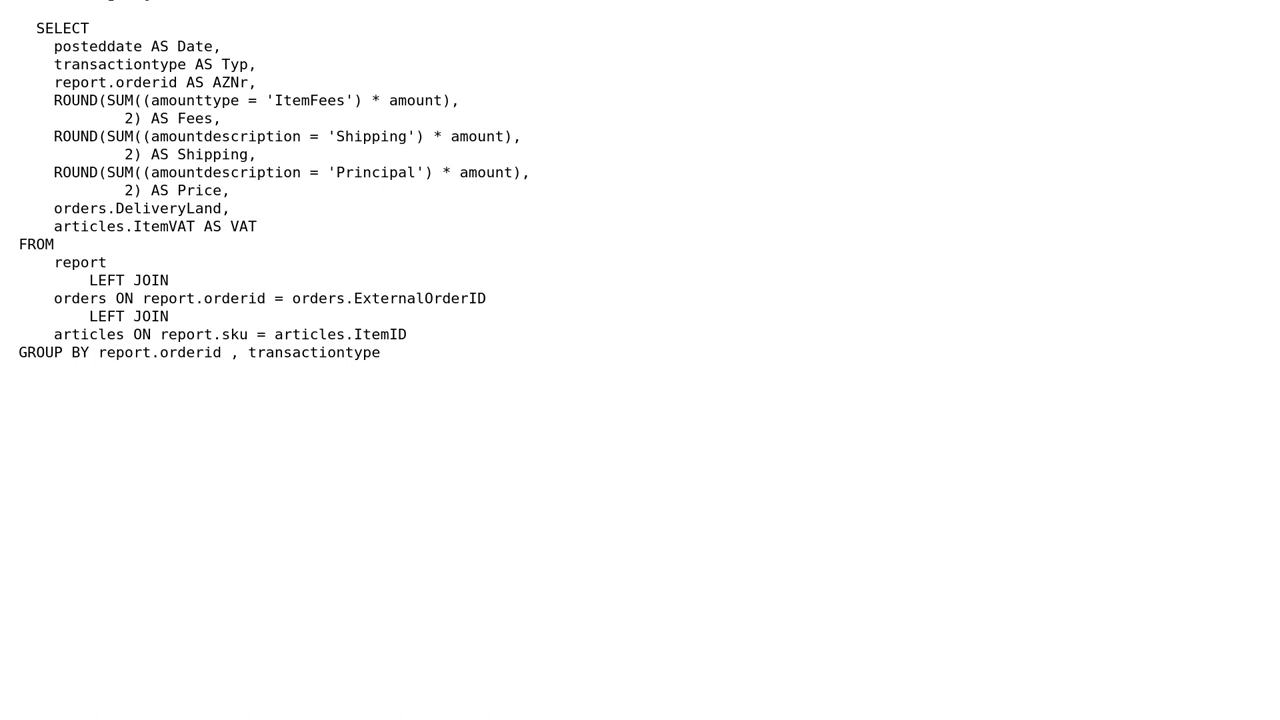 SELECT
posteddate AS Date,
transactiontype AS Typ,
report.orderid AS AZNr,
ROUND(SUM((amounttype = 'ItemFees') * amount),
2) AS Fees,
ROUND(SUM((amountdescription = 'Shipping') * amount),
2) AS Shipping,
ROUND(SUM((amountdescription = 'Principal') * amount),
2) AS Price,
orders.DeliveryLand,
articles.ItemVAT AS VAT
FROM
report
LEFT JOIN
orders ON report.orderid = orders.ExternalOrderID
LEFT JOIN
articles ON report.sku = articles.ItemID
GROUP BY report.orderid , transactiontype